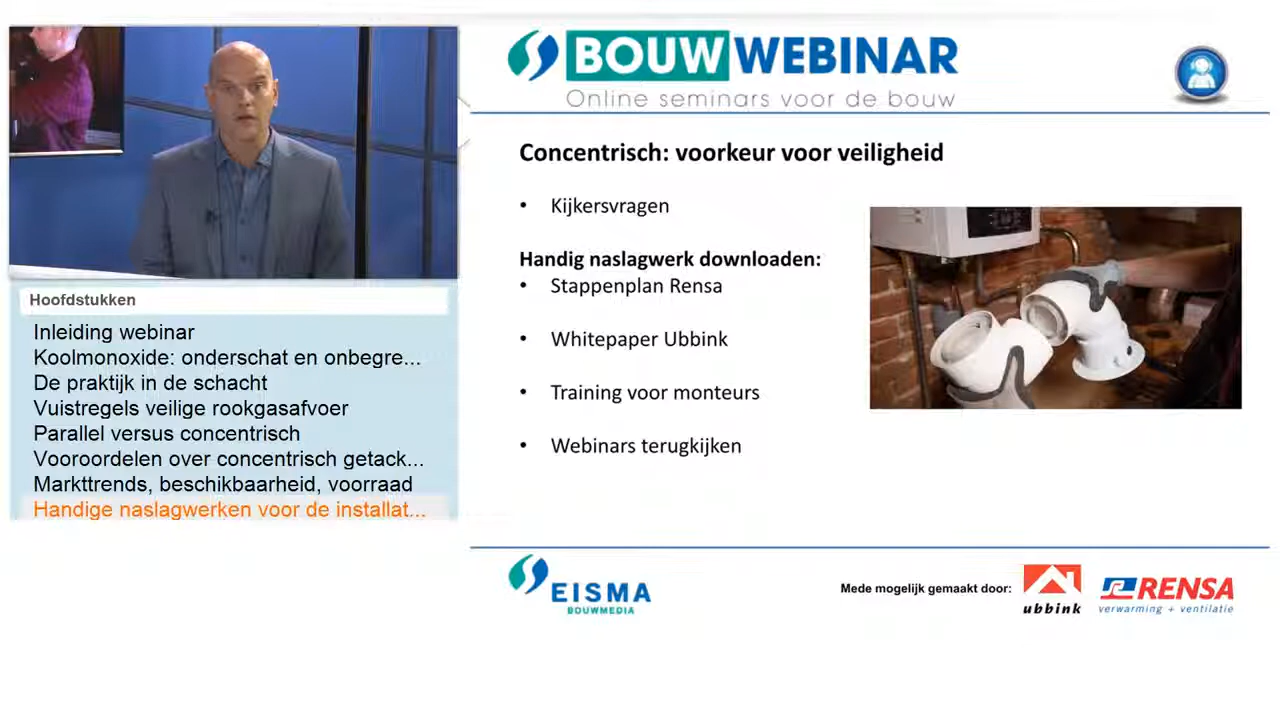 BOUW WEBINAR
Online seminars voor de bouw
Concentrisch: voorkeur voor veiligheid
• Kijkersvragen
Handig naslagwerk downloaden:
• Stappenplan Rensa
• Whitepaper Ubbink
• Training voor monteurs
• Webinars terugkijken
Hoofdstukken
Inleiding webinar
Koolmonoxide: onderschat en onbegre...
De praktijk in de schacht
Vuistregels veilige rookgasafvoer
Parallel versus concentrisch
Vooroordelen over concentrisch getack...
Markttrends, beschikbaarheid, voorraad
Handige naslagwerken voor de installat...
EISMA
BOUWMEDIA
Mede mogelijk gemaakt door:
ubbink
RENSA
verwarming + ventilatie